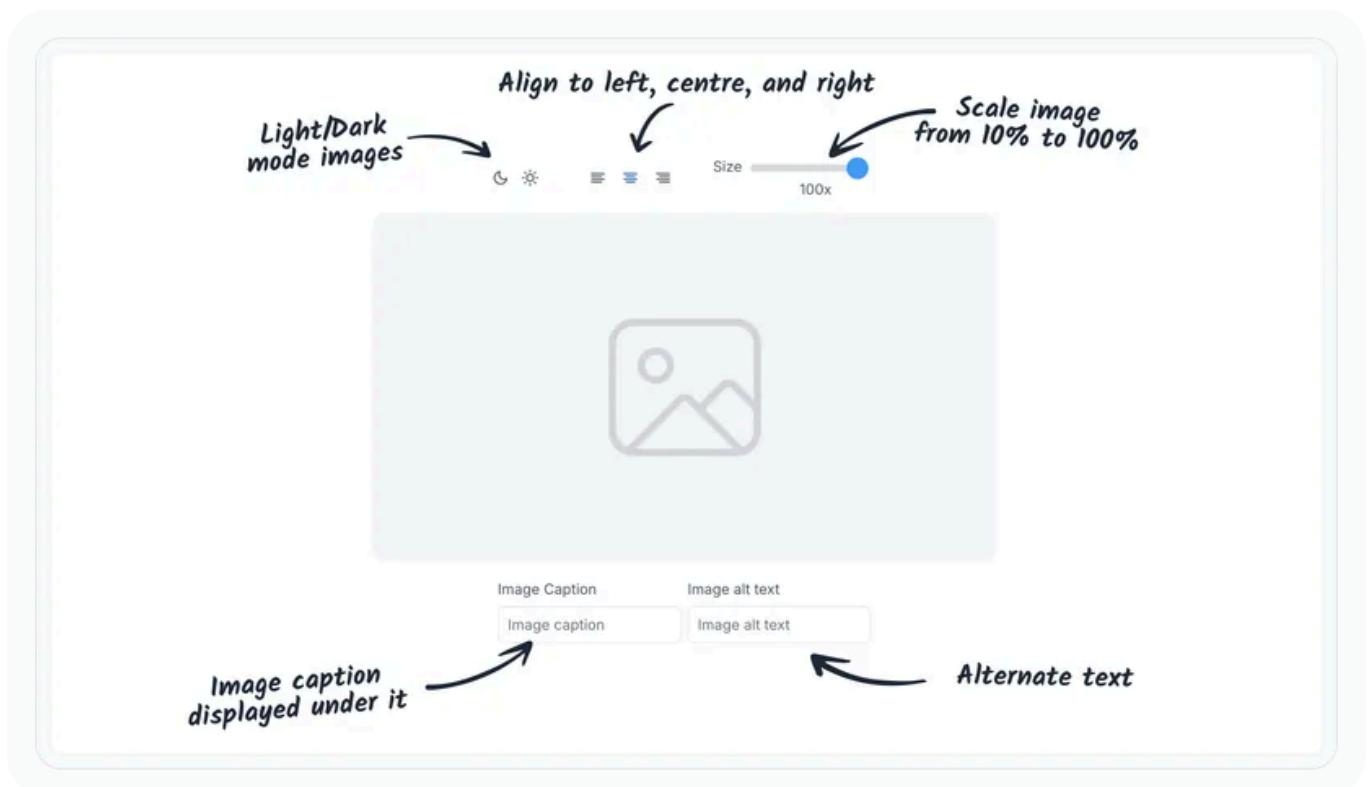 Align to left, centre, and right
Light/Dark
mode images
Scale image
from 10% to 100%
Size
100x
Image Caption
Image alt text
Image caption
Image alt text
Image caption
displayed under it
Alternate text